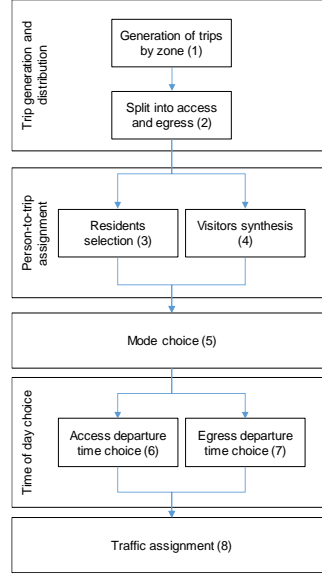 Trip generation and
distribution
Generation of trips
by zone (1)
Split into access
and egress (2)
Person-to-trip
assignment
Residents
selection (3)
Visitors synthesis
(4)
Mode choice (5)
Time of day choice
Access departure
time choice (6)
Egress departure
time choice (7)
Traffic assignment (8)